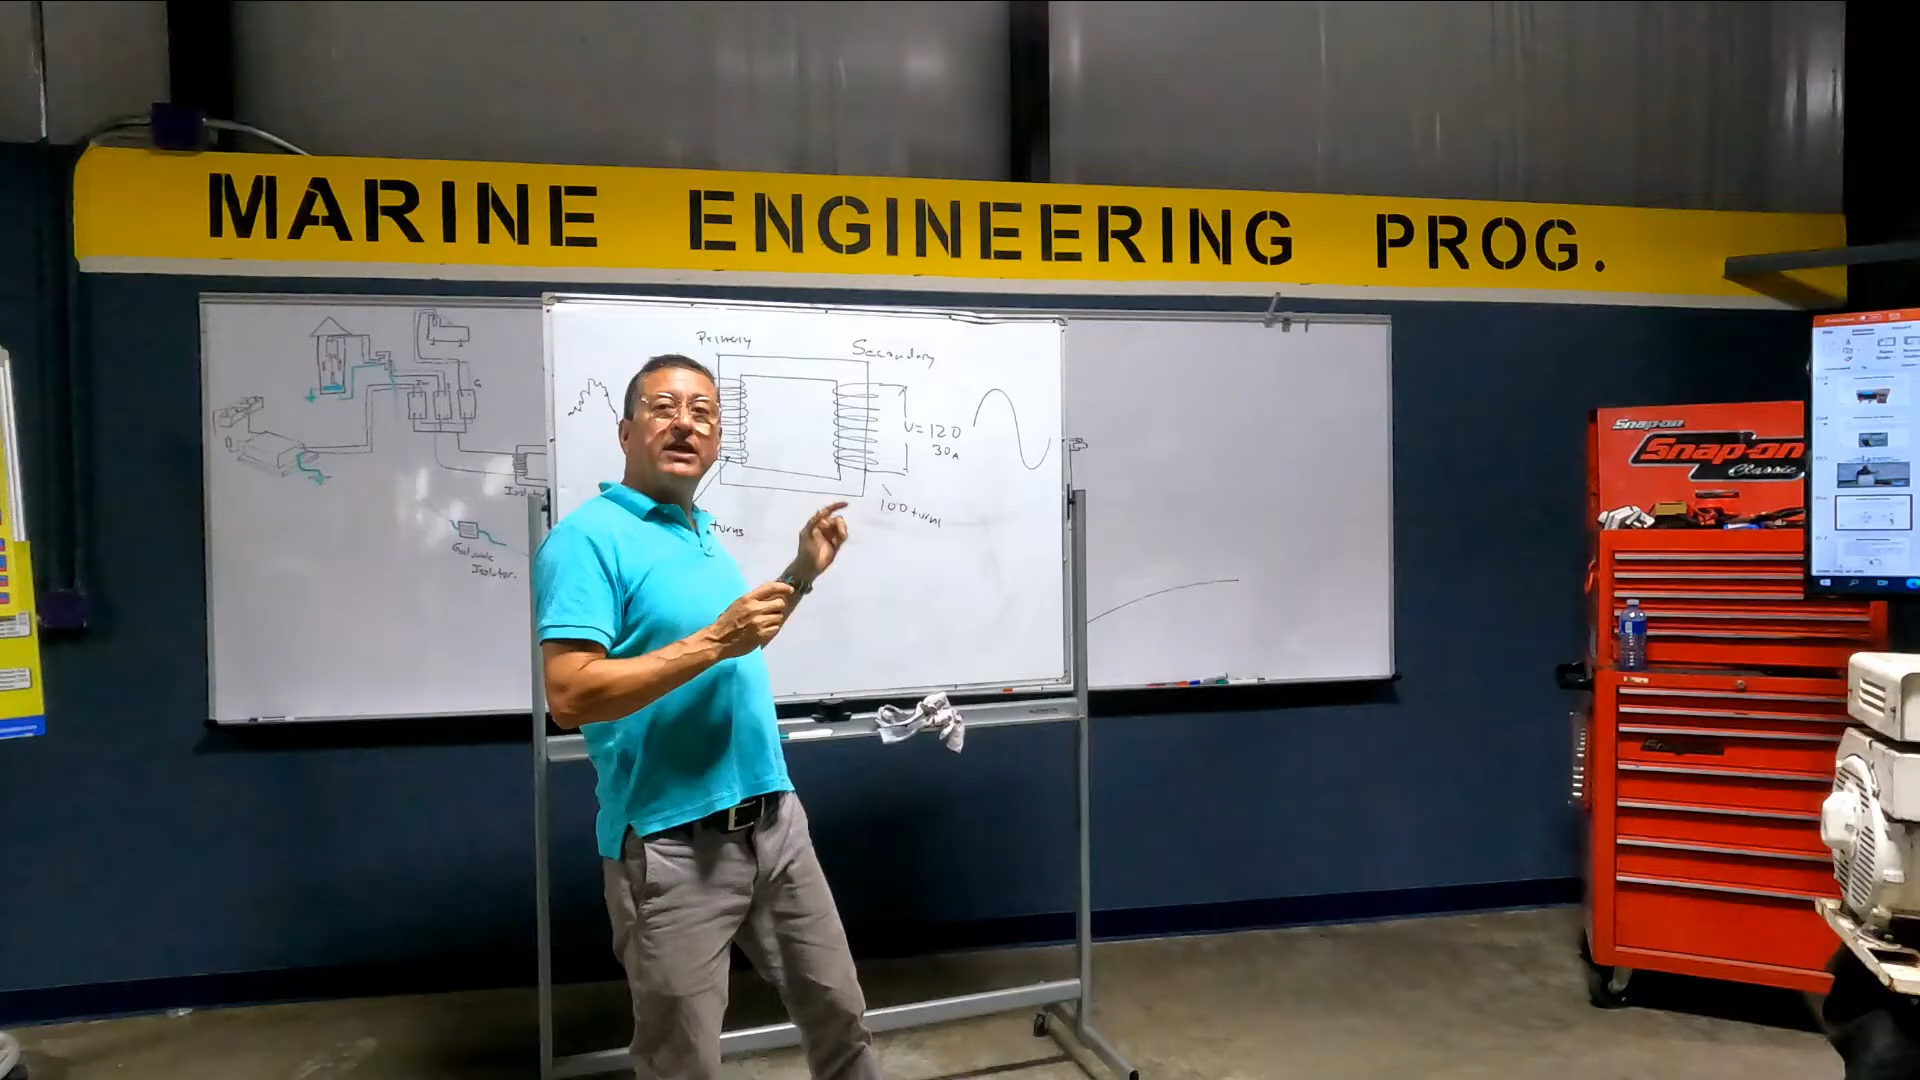 MARINE ENGINEERING PROG.
Primary
Secondary
V = 120
30A
100 turns
turns
G
Galvanic
Isolator.
Snap-on
Snap-on
Classic